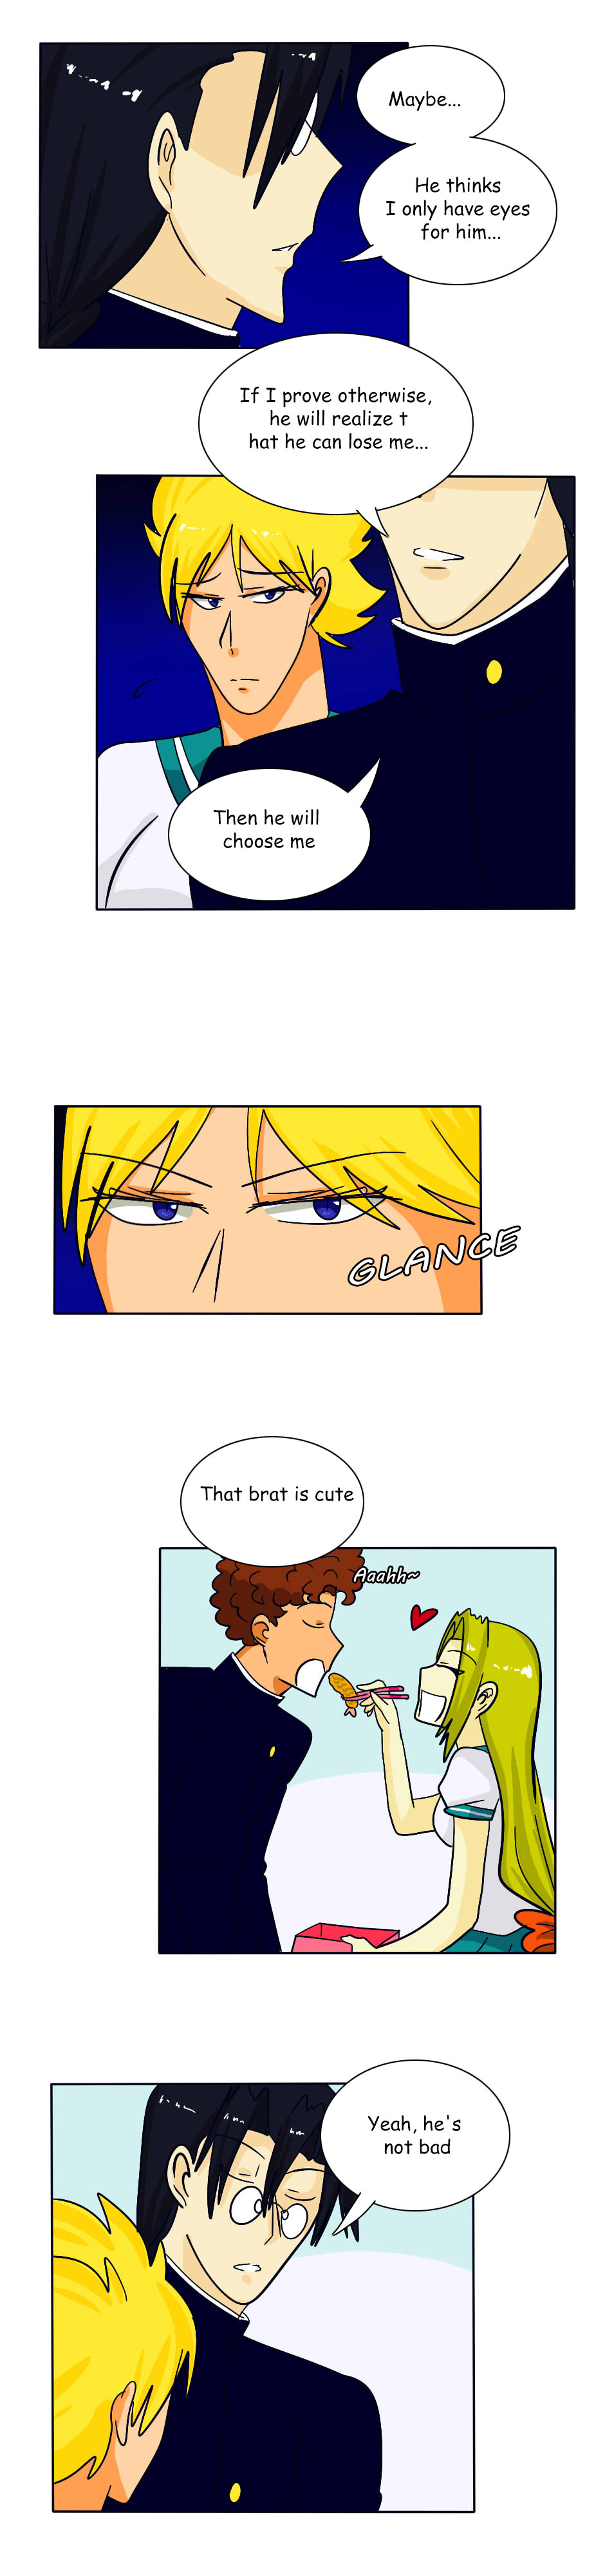 Maybe...
He thinks
I only have eyes
for him...
If I prove otherwise,
he will realize t
hat he can lose me...
Then he will
choose me
GLANCE
That brat is cute
Aaahh~
Yeah, he's
not bad